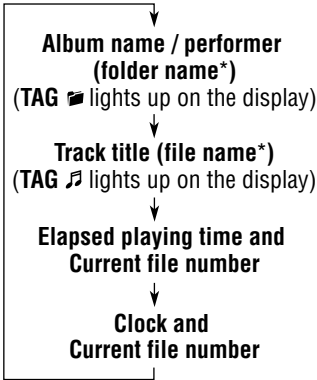 Album name / performer
(folder name*)
(TAG 📁 lights up on the display)
Track title (file name*)
(TAG 🎵 lights up on the display)
Elapsed playing time and
Current file number
Clock and
Current file number